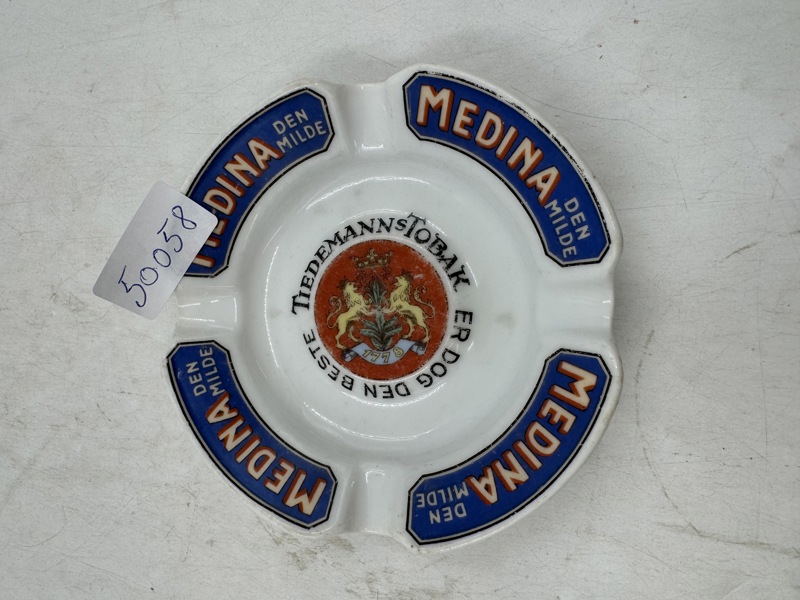 MEDINA
DEN
MILDE
MEDINA
DEN
MILDE
MEDINA
DEN
MILDE
MEDINA
DEN
MILDE
TIEDEMANNS TOBAK
ER DOG DEN BESTE
1778
50058